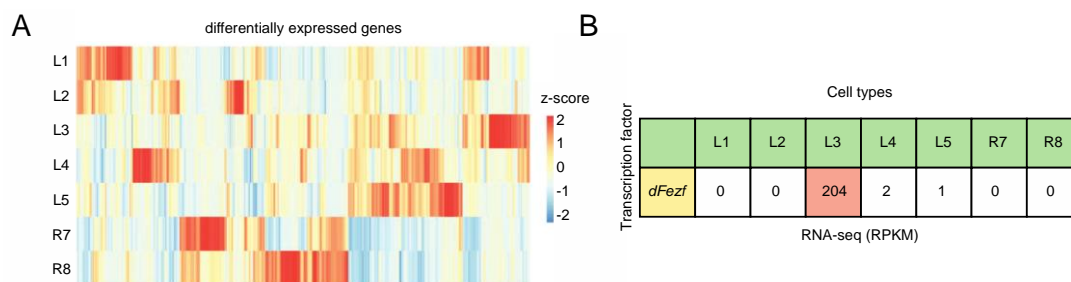 A
differentially expressed genes
L1
L2
L3
L4
L5
R7
R8
z-score
2
1
0
-1
-2
B
Cell types
Transcription factor
L1 L2 L3 L4 L5 R7 R8
dFezf 0 0 204 2 1 0 0
RNA-seq (RPKM)